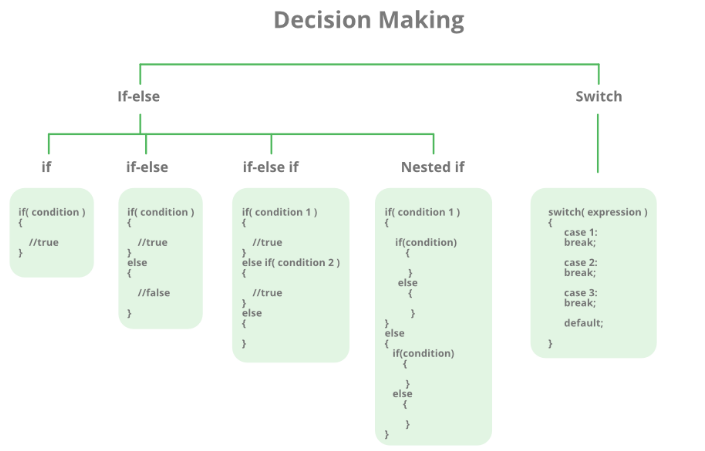 Decision Making
If-else
Switch
if
if-else
if-else if
Nested if
if( condition )
{
//true
}
if( condition )
{
//true
}
else
{
//false
}
if( condition 1 )
{
//true
}
else if( condition 2 )
{
//true
}
else
{
}
if( condition 1 )
{
if(condition)
{
}
else
{
}
}
else
{
if(condition)
{
}
else
{
}
}
switch( expression )
{
case 1:
break;
case 2:
break;
case 3:
break;
default;
}